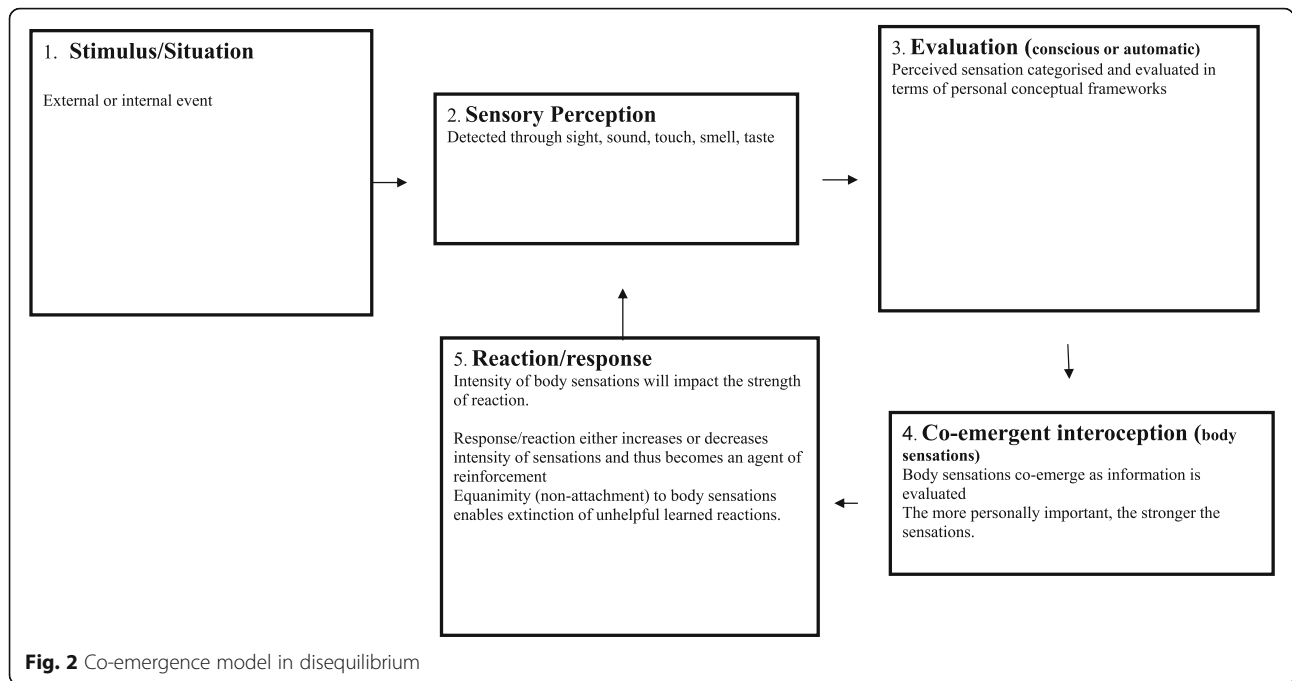 1. Stimulus/Situation
External or internal event
2. Sensory Perception
Detected through sight, sound, touch, smell, taste
3. Evaluation (conscious or automatic)
Perceived sensation categorised and evaluated in
terms of personal conceptual frameworks
4. Co-emergent interoception (body
sensations)
Body sensations co-emerge as information is
evaluated
The more personally important, the stronger the
sensations.
5. Reaction/response
Intensity of body sensations will impact the strength
of reaction.
Response/reaction either increases or decreases
intensity of sensations and thus becomes an agent of
reinforcement
Equanimity (non-attachment) to body sensations
enables extinction of unhelpful learned reactions.
Fig. 2 Co-emergence model in disequilibrium